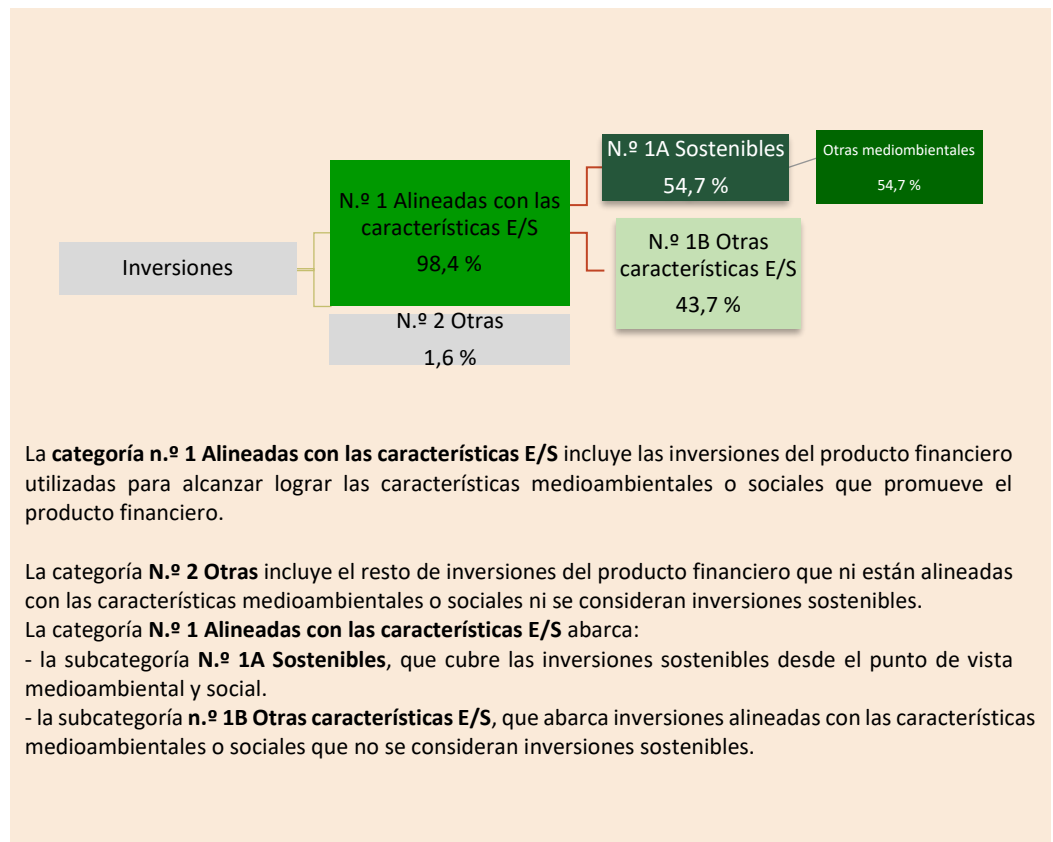 N.º 1A Sostenibles
54,7 %
Otras mediombientales
54,7 %
N.º 1 Alineadas con las
características E/S
98,4 %
N.º 1B Otras
características E/S
43,7 %
Inversiones
N.º 2 Otras
1,6 %
La categoría n.º 1 Alineadas con las características E/S incluye las inversiones del producto financiero
utilizadas para alcanzar lograr las características medioambientales o sociales que promueve el
producto financiero.
La categoría N.º 2 Otras incluye el resto de inversiones del producto financiero que ni están alineadas
con las características medioambientales o sociales ni se consideran inversiones sostenibles.
La categoría N.º 1 Alineadas con las características E/S abarca:
- la subcategoría N.º 1A Sostenibles, que cubre las inversiones sostenibles desde el punto de vista
medioambiental y social.
- la subcategoría n.º 1B Otras características E/S, que abarca inversiones alineadas con las características
medioambientales o sociales que no se consideran inversiones sostenibles.